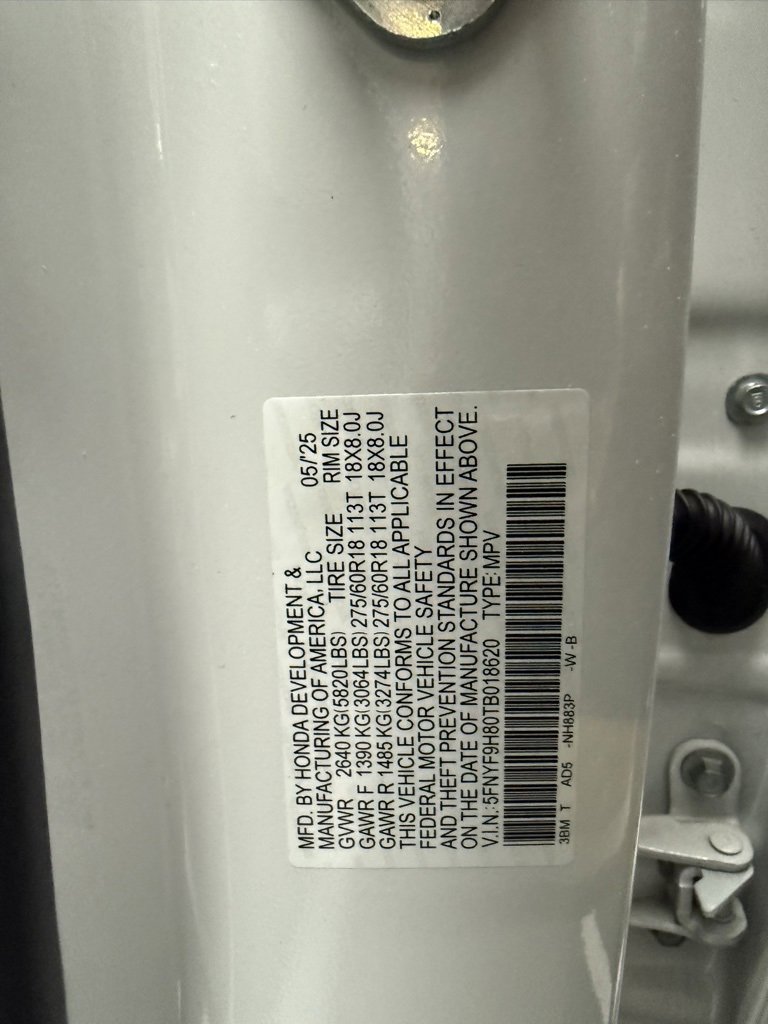 MFD. BY HONDA DEVELOPMENT &
MANUFACTURING OF AMERICA, LLC 05/'25
GVWR 2640 KG(5820LBS) TIRE SIZE RIM SIZE
GAWR F 1390 KG(3064LBS) 275/60R18 113T 18X8.0J
GAWR R 1485 KG(3274LBS) 275/60R18 113T 18X8.0J
THIS VEHICLE CONFORMS TO ALL APPLICABLE
FEDERAL MOTOR VEHICLE SAFETY
AND THEFT PREVENTION STANDARDS IN EFFECT
ON THE DATE OF MANUFACTURE SHOWN ABOVE.
V.I.N.:5FNYF9H80TB018620 TYPE:MPV
3BM T AD5 -NH883P -W -B